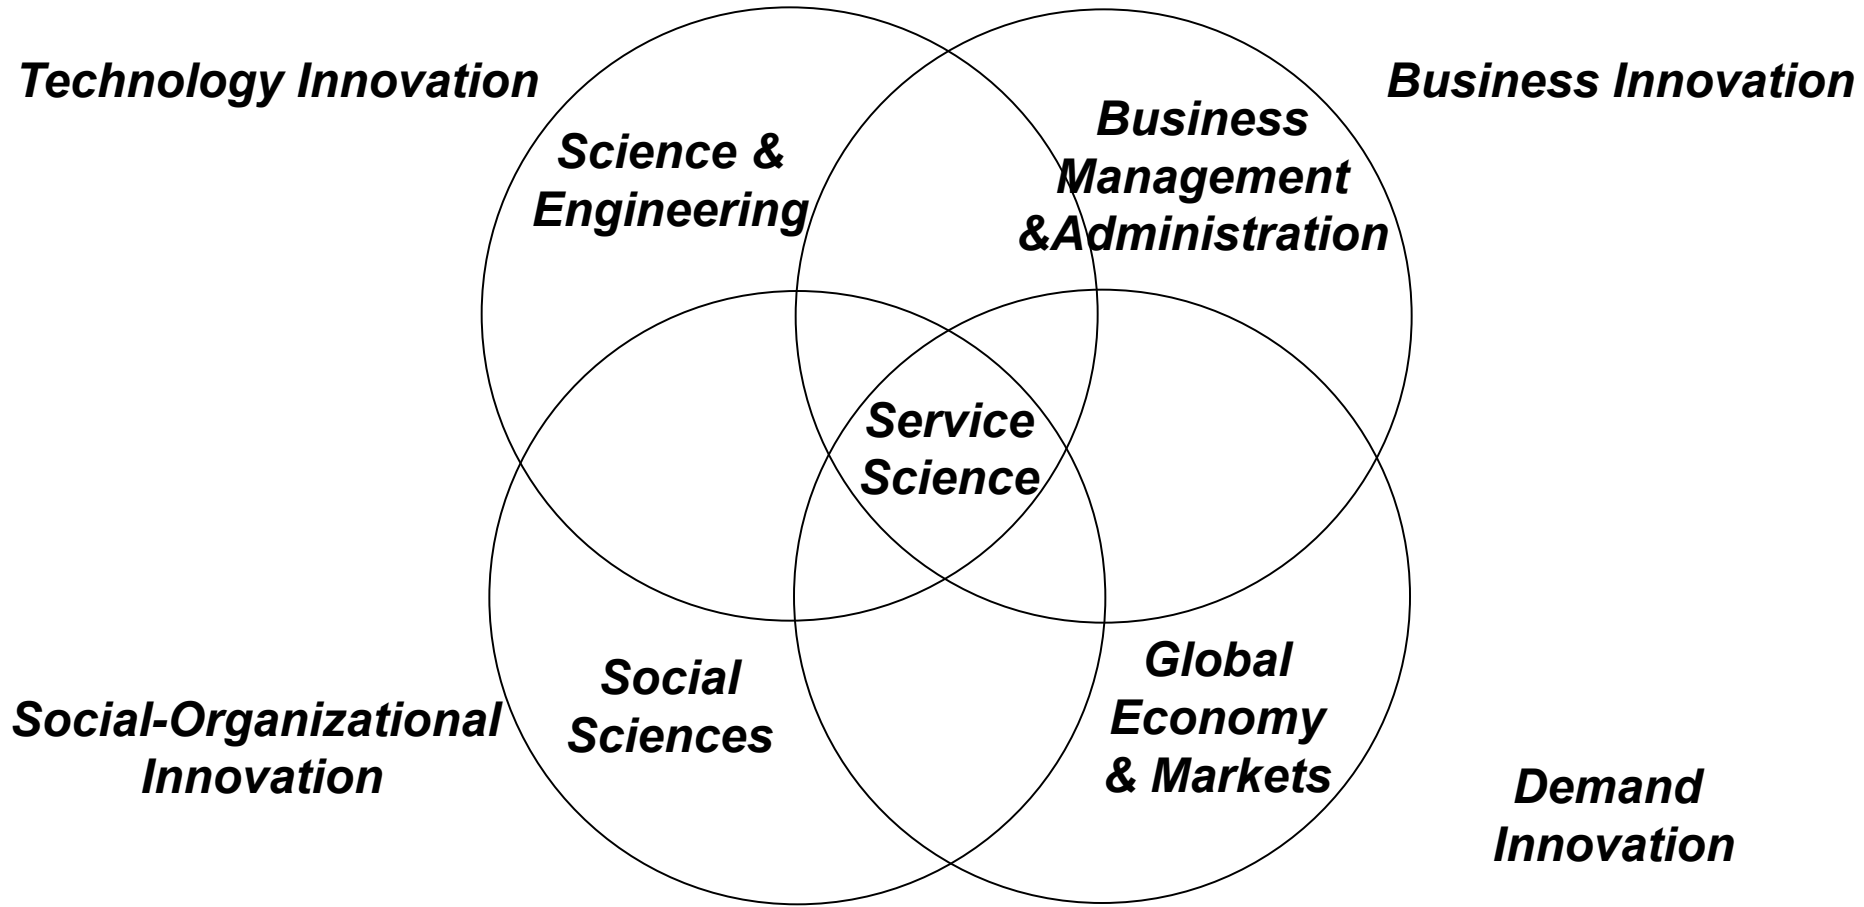 Technology Innovation
Business Innovation
Science &
Engineering
Business
Management
&Administration
Service
Science
Social
Sciences
Global
Economy
& Markets
Social-Organizational
Innovation
Demand
Innovation